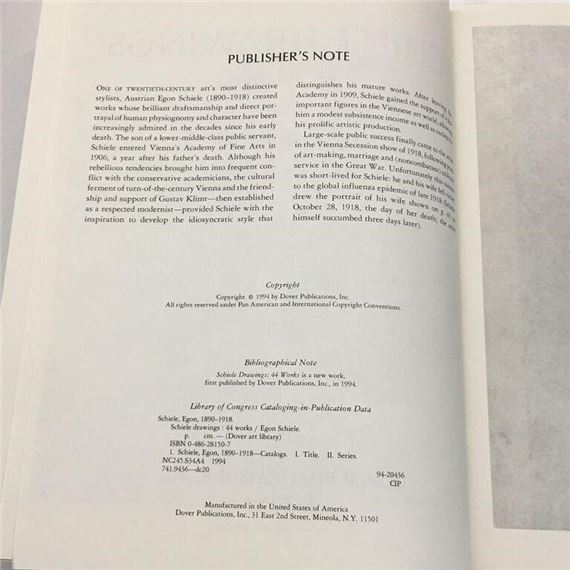 PUBLISHER'S NOTE
ONE OF TWENTIETH-CENTURY art's most distinctive
stylists, Austrian Egon Schiele (1890–1918) created
works whose brilliant draftsmanship and direct por-
trayal of human physiognomy and character have been
increasingly admired in the decades since his early
death. The son of a lower-middle-class public servant,
Schiele entered Vienna's Academy of Fine Arts in
1906, a year after his father's death. Although his
rebellious tendencies brought him into frequent con-
flict with the conservative academicians, the cultural
ferment of turn-of-the-century Vienna and the friend-
ship and support of Gustav Klimt—then established
as a respected modernist—provided Schiele with the
inspiration to develop the idiosyncratic style that
distinguishes his mature works. After leaving the
Academy in 1909, Schiele gained the support of
important figures in the Viennese art world,
him a modest subsistence income as well as
his prolific artistic production.
Large-scale public success finally came to the
in the Vienna Secession show of 1918, following
of art-making, marriage and (noncombatant)
service in the Great War. Unfortunately this
was short-lived for Schiele: he and his wife fell
to the global influenza epidemic of late 1918
drew the portrait of his wife shown on p.
October 28, 1918, the day of her death; the
himself succumbed three days later).
Copyright
Copyright © 1994 by Dover Publications, Inc.
All rights reserved under Pan American and International Copyright Conventions.
Bibliographical Note
Schiele Drawings: 44 Works is a new work,
first published by Dover Publications, Inc., in 1994.
Library of Congress Cataloging-in-Publication Data
Schiele, Egon, 1890–1918.
Schiele drawings : 44 works / Egon Schiele.
p. cm. — (Dover art library)
ISBN 0-486-28150-7
1. Schiele, Egon, 1890–1918—Catalogs. I. Title. II. Series.
NC245.S34A4 1994
741.9436—dc20 94-20436
CIP
Manufactured in the United States of America
Dover Publications, Inc., 31 East 2nd Street, Mineola, N.Y. 11501